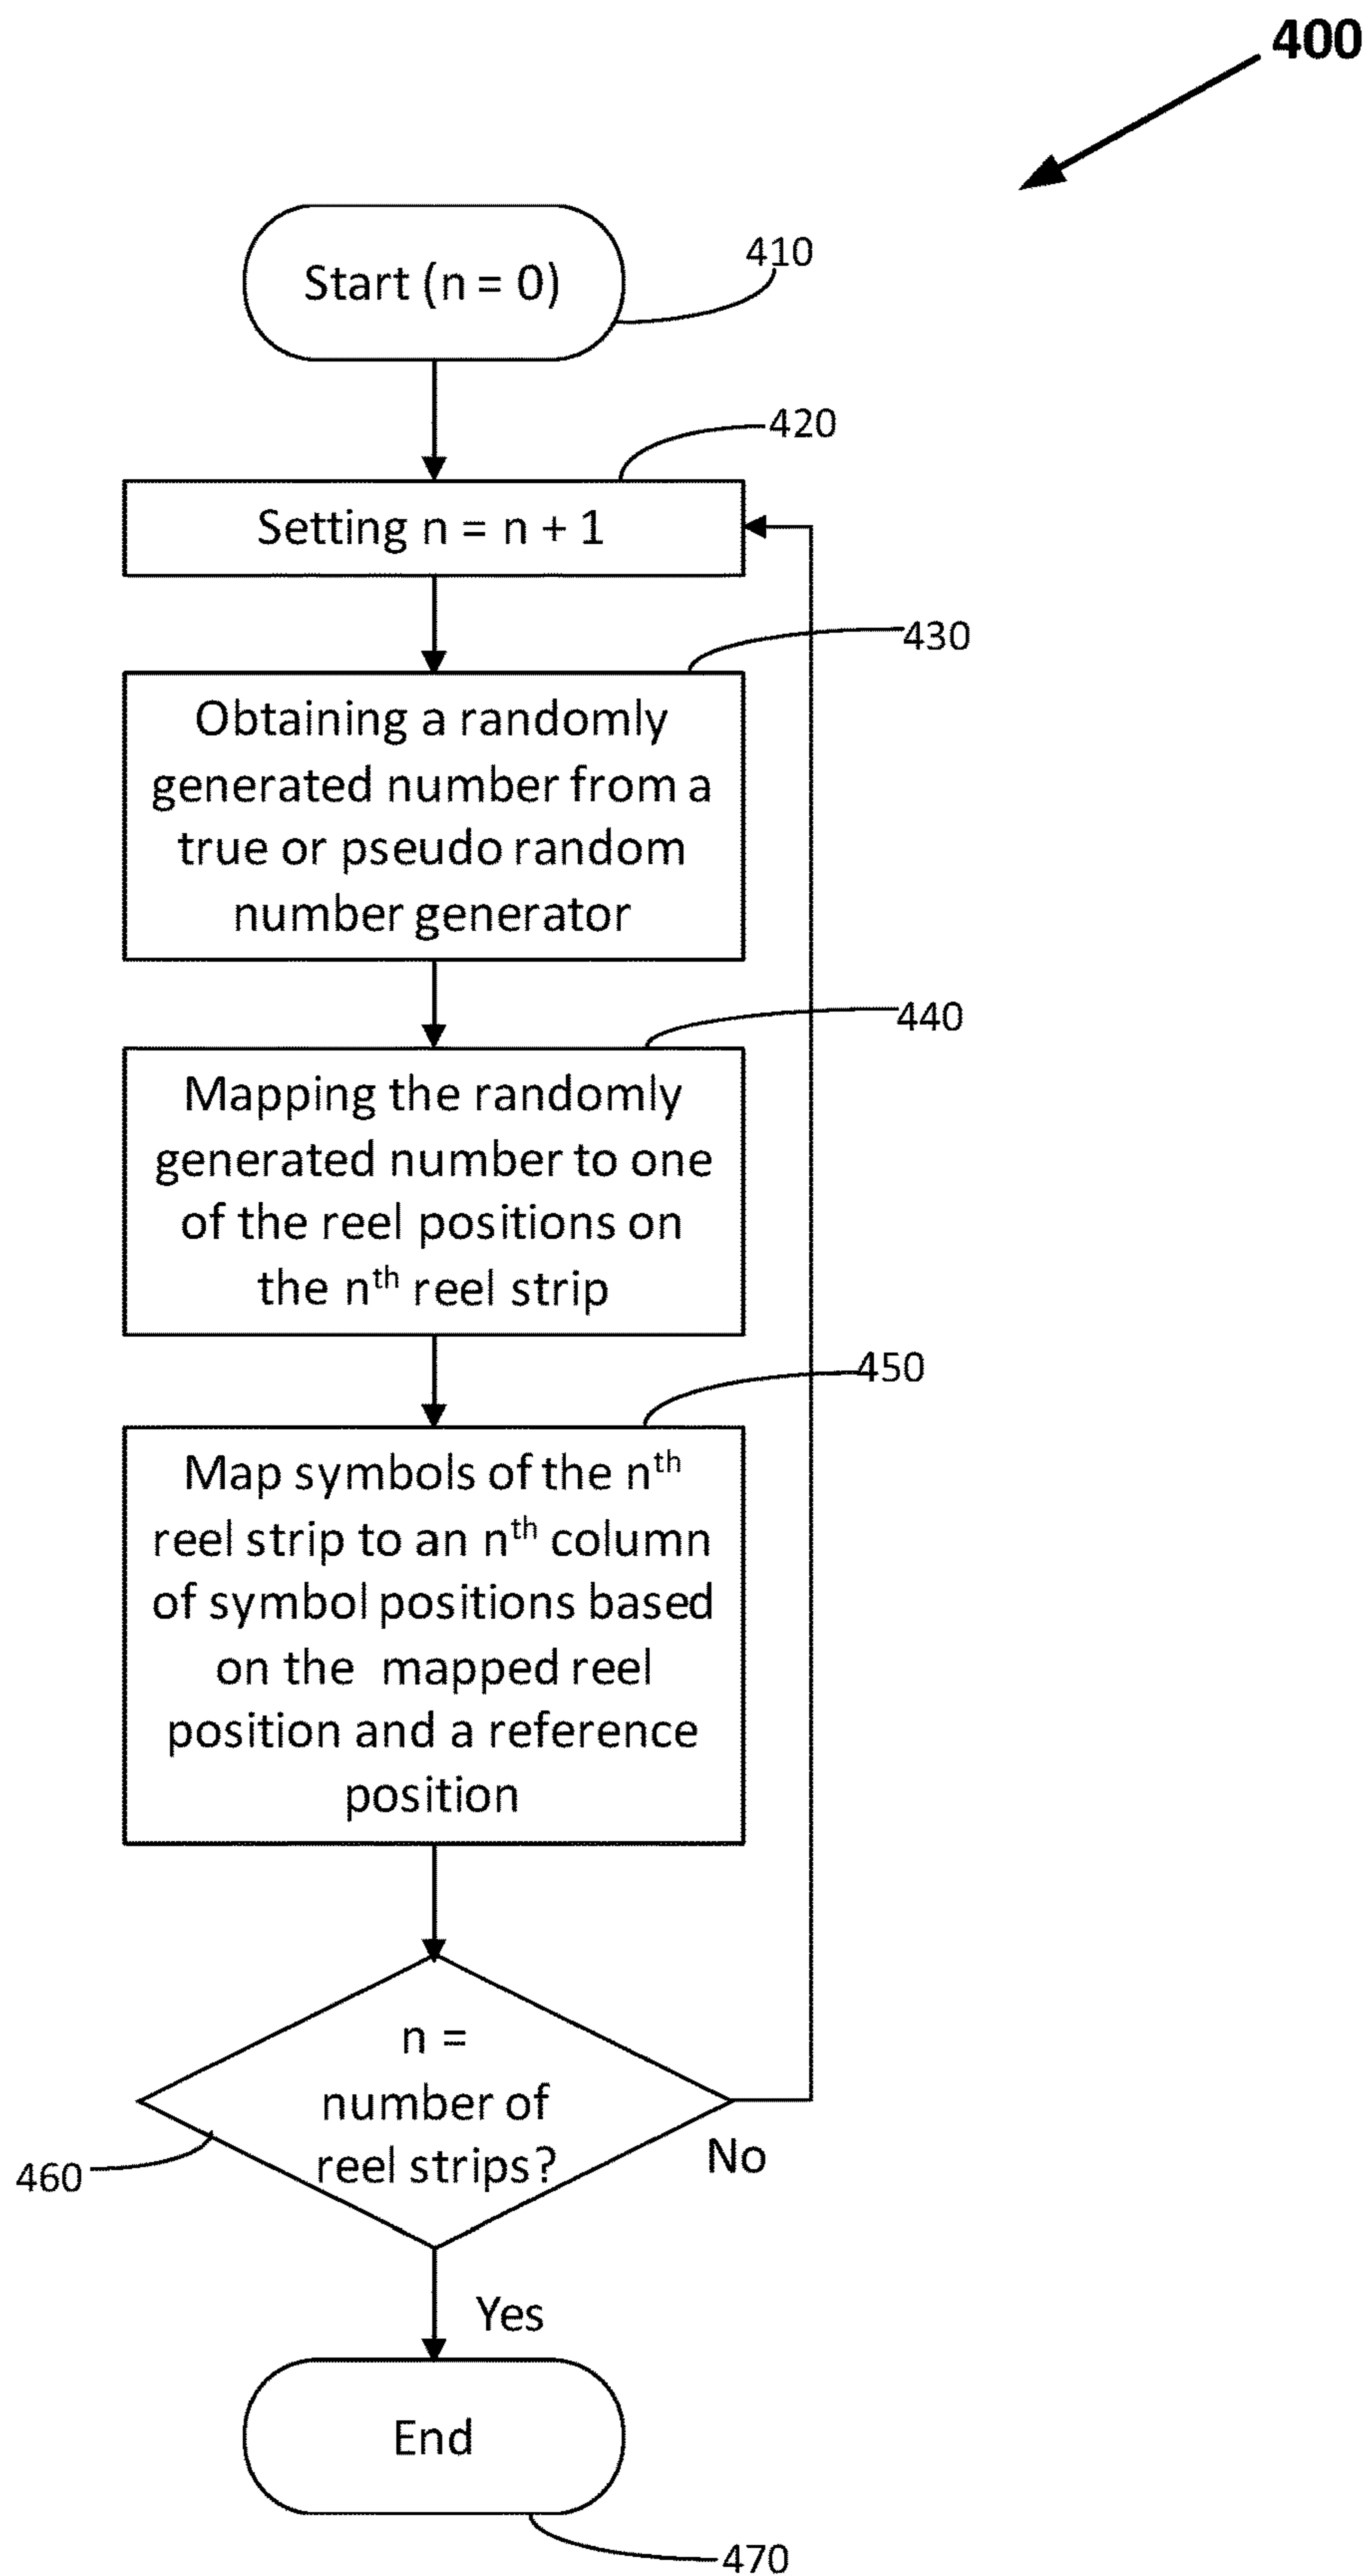 400
Start (n = 0)
410
420
Setting n = n + 1
430
Obtaining a randomly
generated number from a
true or pseudo random
number generator
440
Mapping the randomly
generated number to one
of the reel positions on
the nth reel strip
450
Map symbols of the nth
reel strip to an nth column
of symbol positions based
on the mapped reel
position and a reference
position
n =
number of
reel strips?
460
No
Yes
End
470